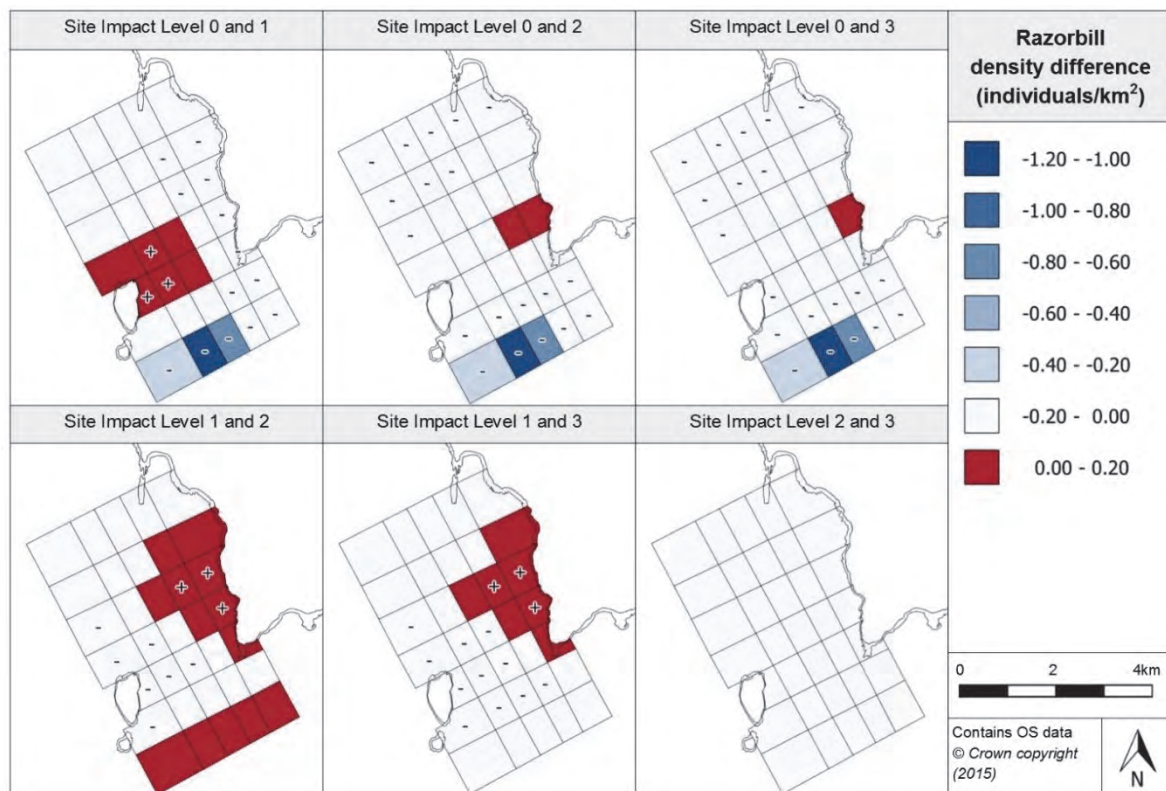 Site Impact Level 0 and 1
Site Impact Level 0 and 2
Site Impact Level 0 and 3
Razorbill
density difference
(individuals/km²)
-1.20 - -1.00
-1.00 - -0.80
-0.80 - -0.60
-0.60 - -0.40
-0.40 - -0.20
-0.20 - 0.00
0.00 - 0.20
Site Impact Level 1 and 2
Site Impact Level 1 and 3
Site Impact Level 2 and 3
0 2 4km
Contains OS data
© Crown copyright
(2015)
N